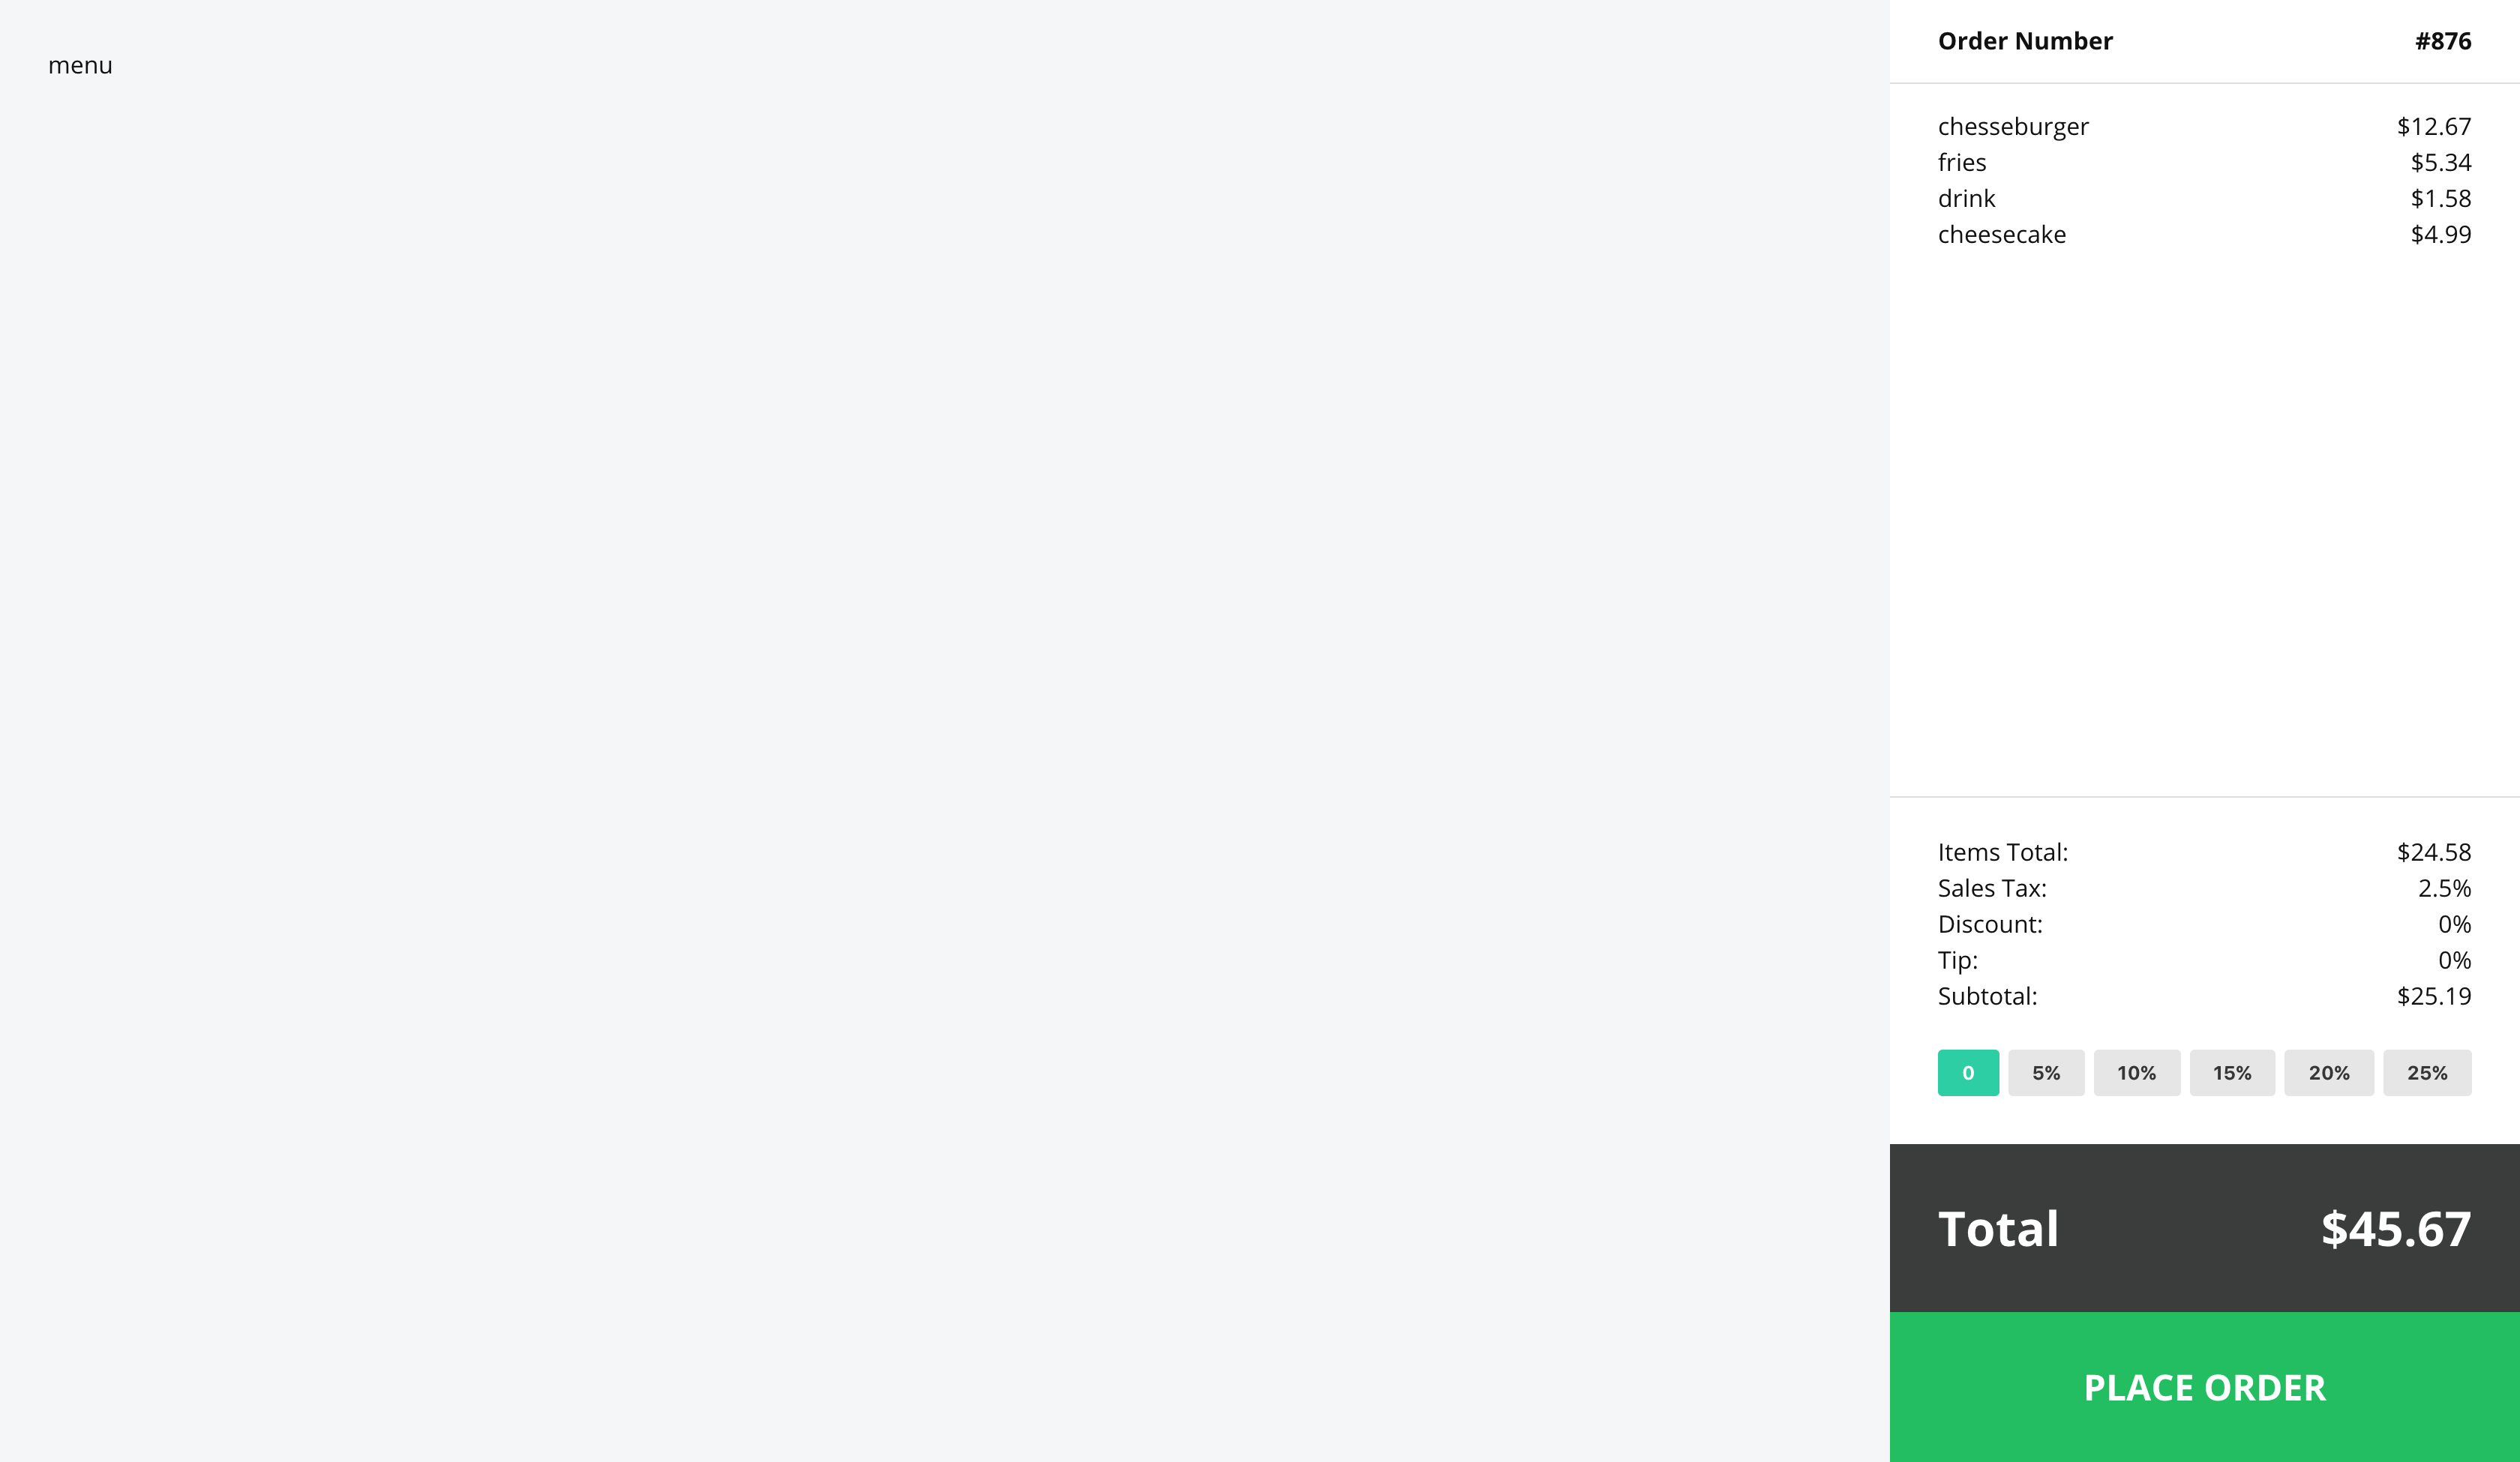 menu
Order Number #876
chesseburger $12.67
fries $5.34
drink $1.58
cheesecake $4.99
Items Total: $24.58
Sales Tax: 2.5%
Discount: 0%
Tip: 0%
Subtotal: $25.19
0 5% 10% 15% 20% 25%
Total $45.67
PLACE ORDER